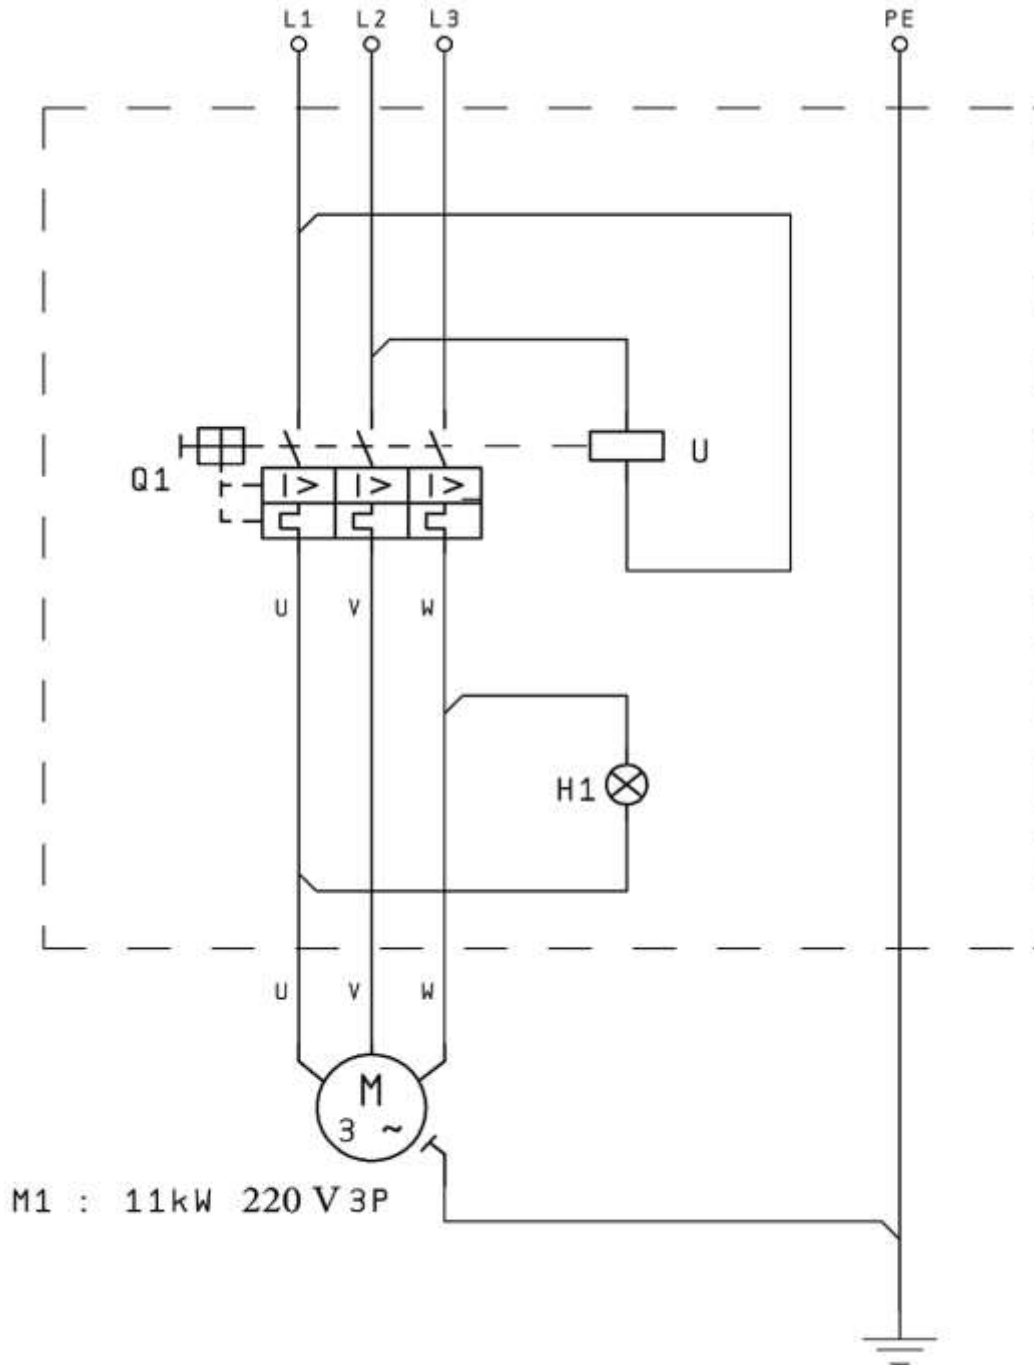 L1 L2 L3 PE
Q1 U
I> I> I>
U V W
H1
U V W
M
3 ~
M1 : 11kW 220 V 3P